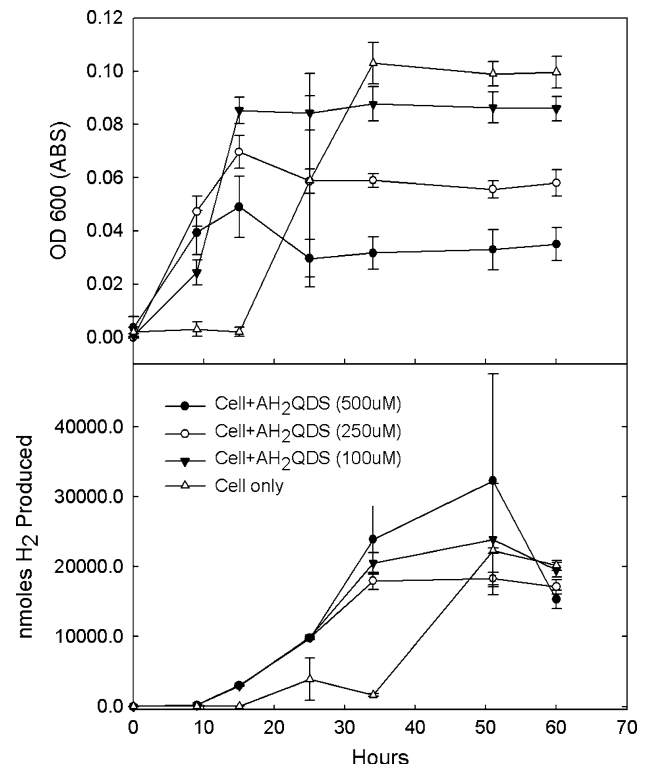 0.12
0.10
0.08
0.06
0.04
0.02
0.00
OD 600 (ABS)
Cell+AH2QDS (500uM)
Cell+AH2QDS (250uM)
Cell+AH2QDS (100uM)
Cell only
40000.0
30000.0
20000.0
10000.0
0.0
nmoles H2 Produced
0 10 20 30 40 50 60 70
Hours